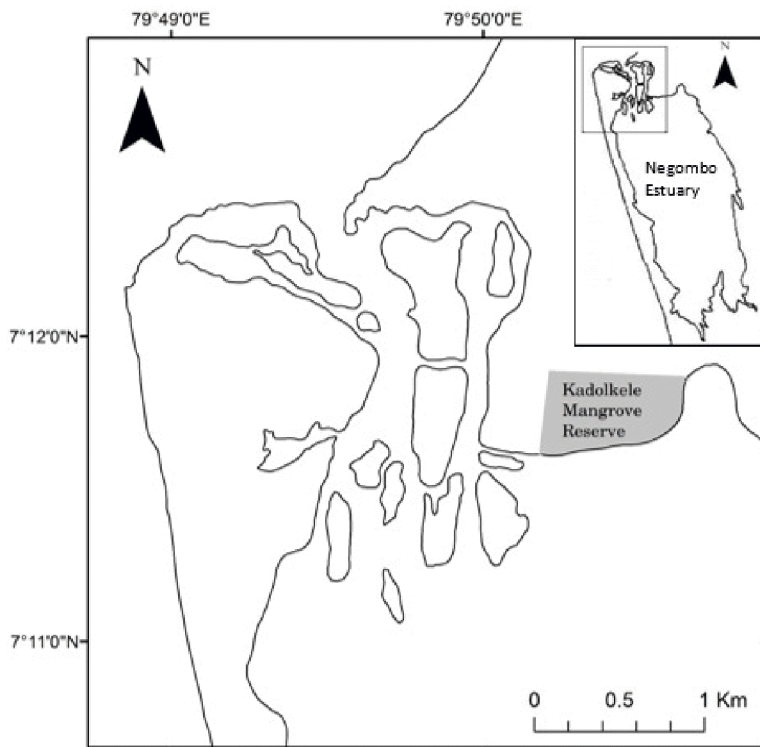 79°49'0"E
79°50'0"E
N
N
Negombo
Estuary
7°12'0"N
Kadolkele
Mangrove
Reserve
7°11'0"N
0 0.5 1 Km